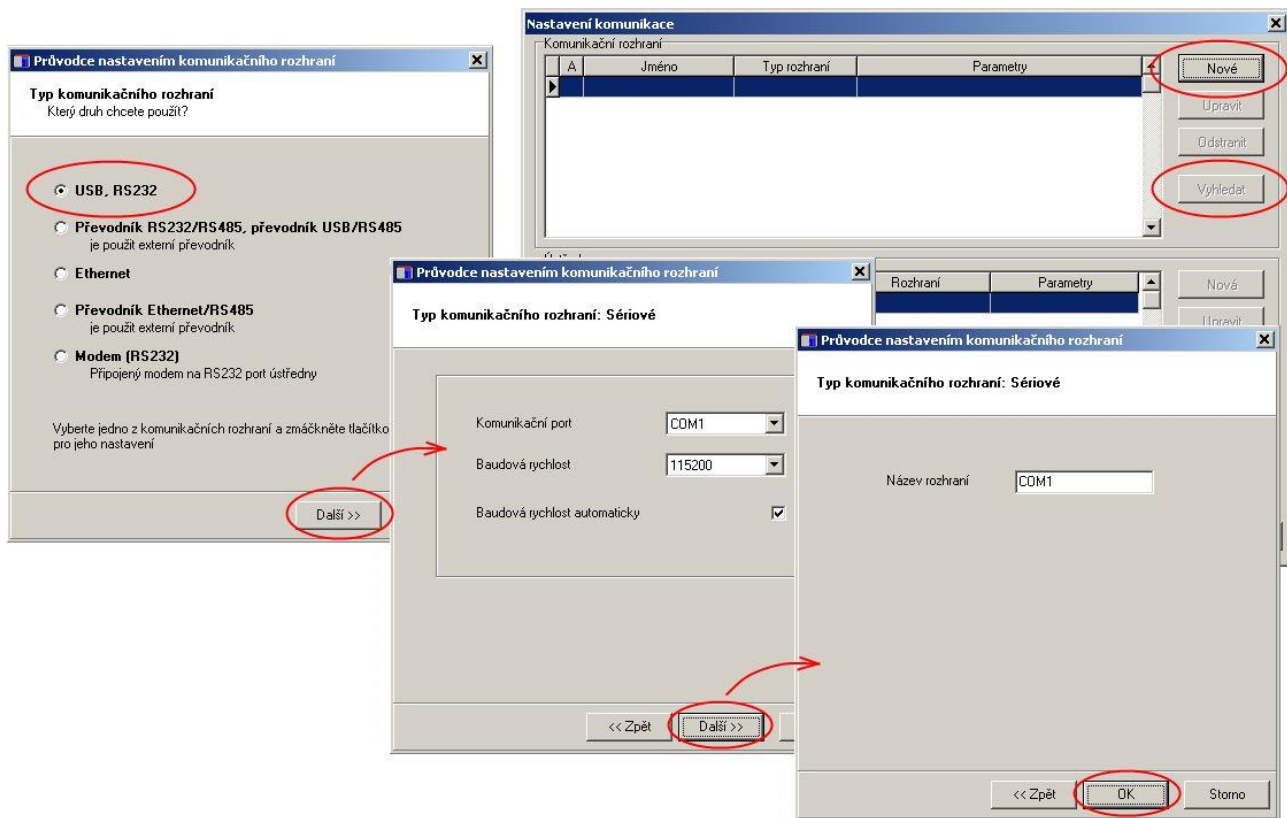 Průvodce nastavením komunikačního rozhraní
Typ komunikačního rozhraní
Který druh chcete použít?
USB, RS232
Převodník RS232/RS485, převodník USB/RS485
je použit externí převodník
Ethernet
Převodník Ethernet/RS485
je použit externí převodník
Modem (RS232)
Připojený modem na RS232 port ústředny
Vyberte jedno z komunikačních rozhraní a zmáčkněte tlačítko
pro jeho nastavení
Další >>
Nastavení komunikace
Komunikační rozhraní
A Jméno Typ rozhraní Parametry
Nové
Upravit
Odstranit
Vyhledat
Rozhraní Parametry
Nová
Upravit
Průvodce nastavením komunikačního rozhraní
Typ komunikačního rozhraní: Sériové
Komunikační port COM1
Baudová rychlost 115200
Baudová rychlost automaticky
<< Zpět Další >>
Průvodce nastavením komunikačního rozhraní
Typ komunikačního rozhraní: Sériové
Název rozhraní COM1
<< Zpět OK Storno